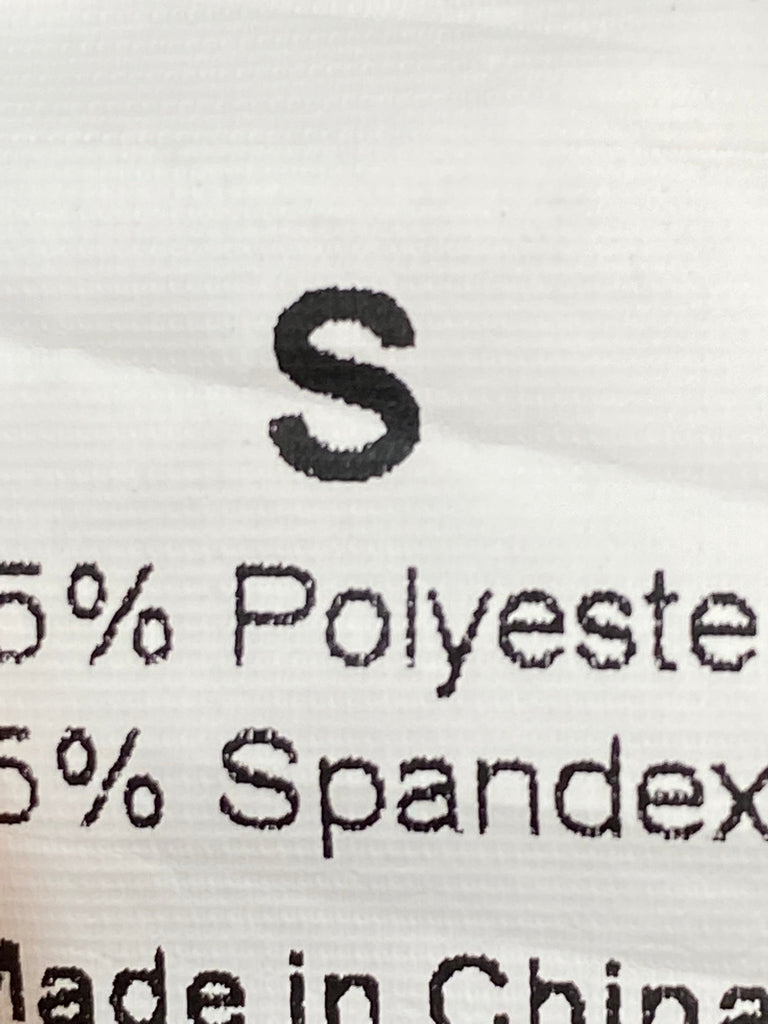 S
5% Polyeste
5% Spandex
Made in China